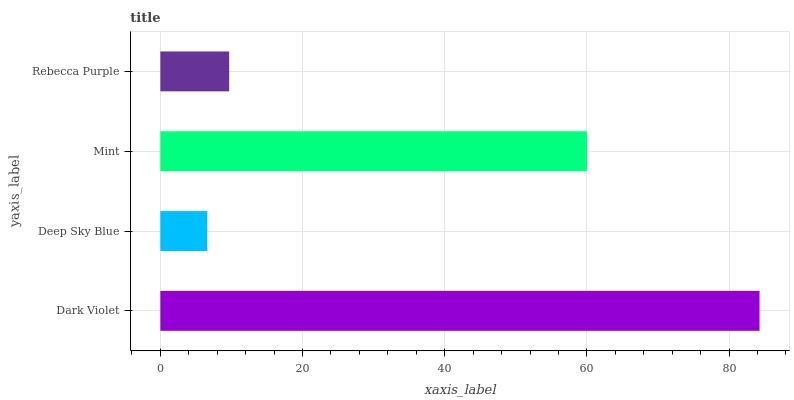 title
Rebecca Purple
Mint
Deep Sky Blue
Dark Violet
yaxis_label
0 20 40 60 80
xaxis_label